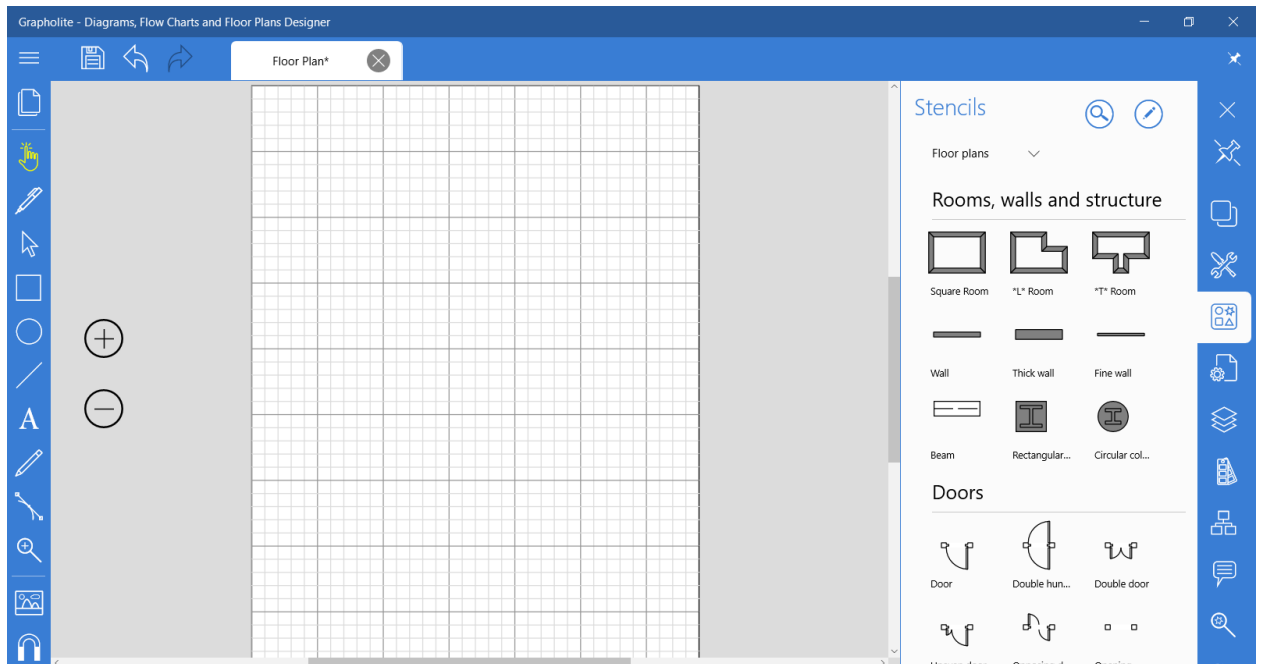 Grapholite - Diagrams, Flow Charts and Floor Plans Designer
Floor Plan*
Stencils
Floor plans
Rooms, walls and structure
Square Room
*L* Room
*T* Room
Wall
Thick wall
Fine wall
Beam
Rectangular...
Circular col...
Doors
Door
Double hun...
Double door
A